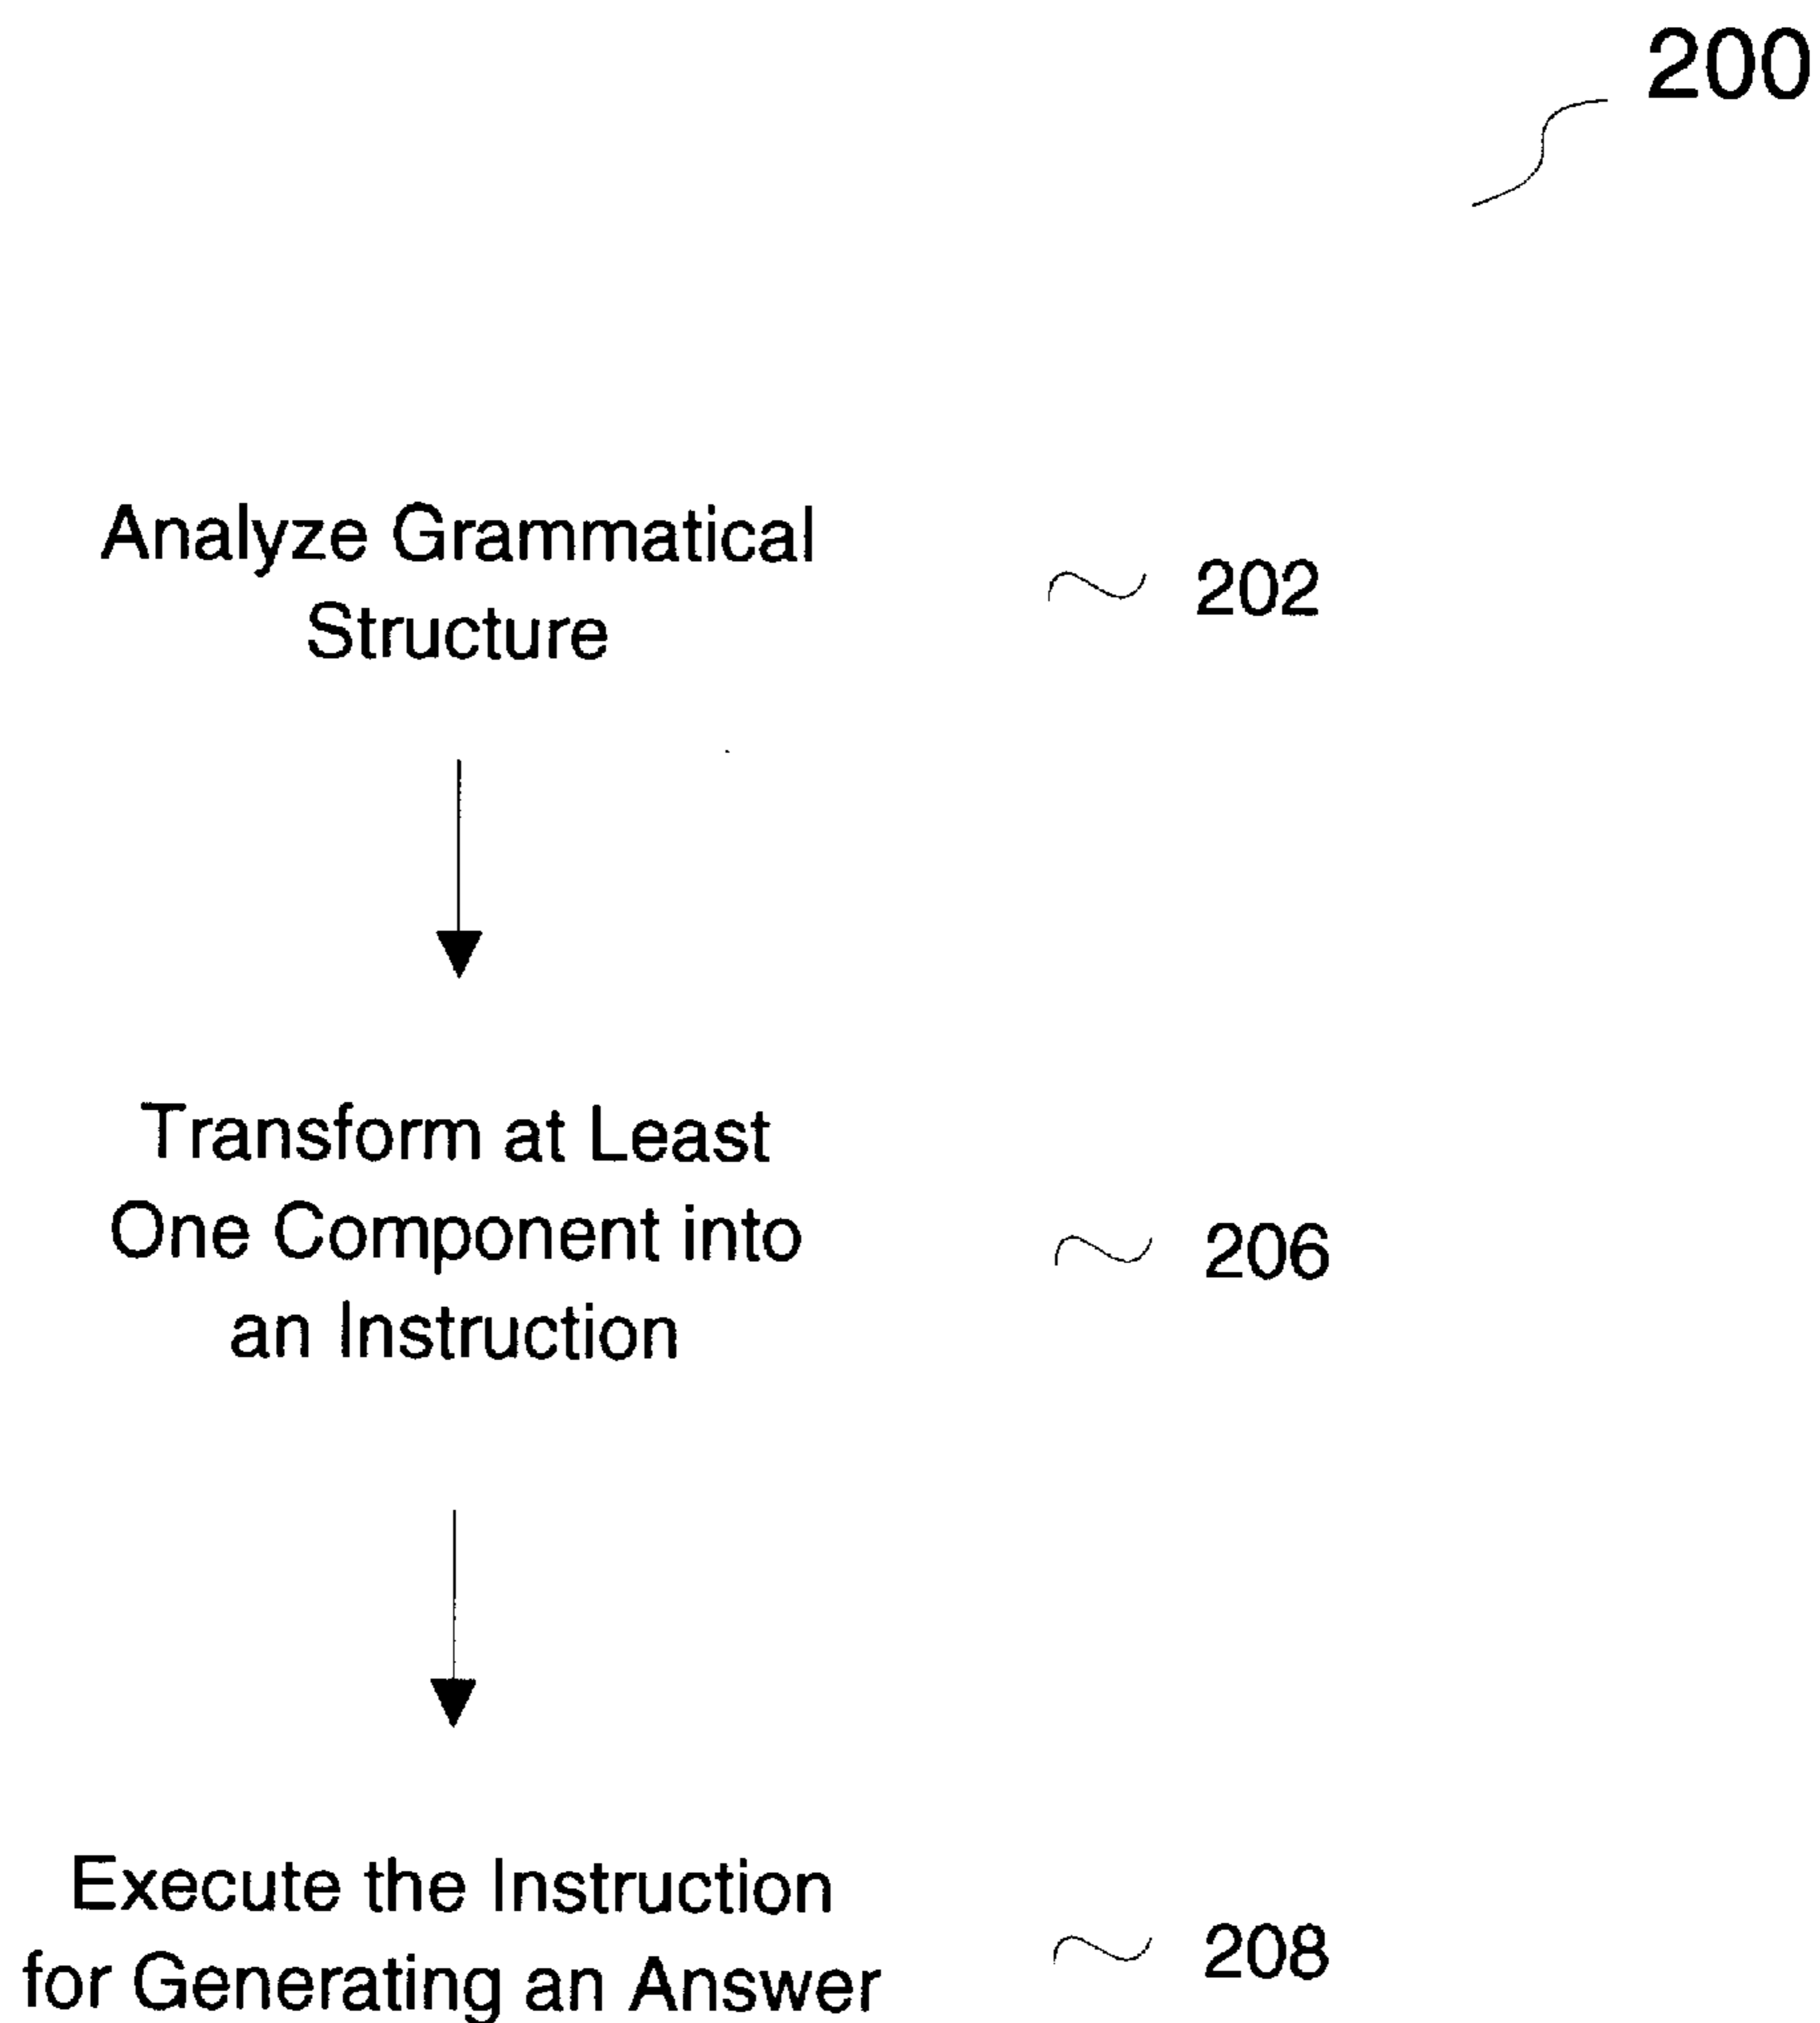 200
Analyze Grammatical
Structure
202
Transform at Least
One Component into
an Instruction
206
Execute the Instruction
for Generating an Answer
208